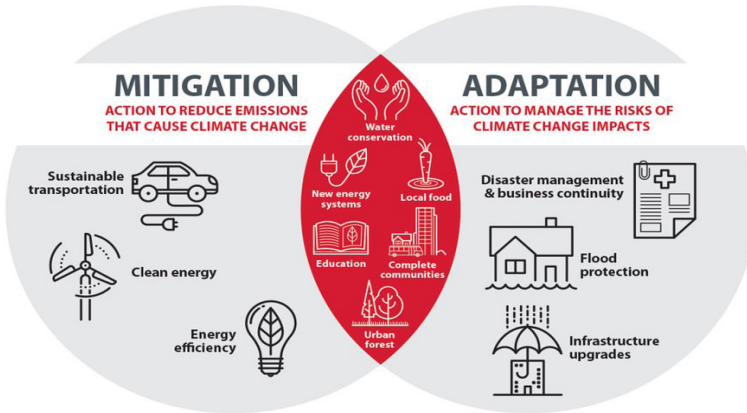 MITIGATION
ACTION TO REDUCE EMISSIONS
THAT CAUSE CLIMATE CHANGE
Sustainable
transportation
Clean energy
Energy
efficiency
Water
conservation
New energy
systems
Local food
Education
Complete
communities
Urban
forest
ADAPTATION
ACTION TO MANAGE THE RISKS OF
CLIMATE CHANGE IMPACTS
Disaster management
& business continuity
Flood
protection
Infrastructure
upgrades